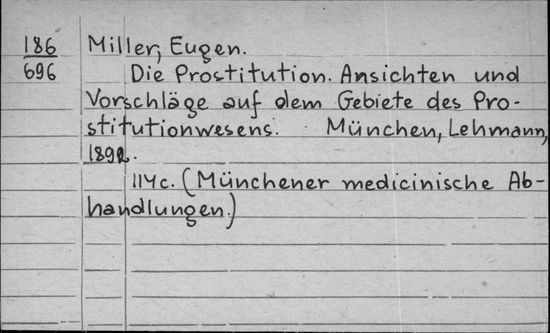 186 Miller, Eugen.
696 Die Prostitution. Ansichten und
Vorschläge auf dem Gebiete des Pro-
stitutionwesens. München, Lehmann,
1892.
114c. (Münchener medicinische Ab-
handlungen.)